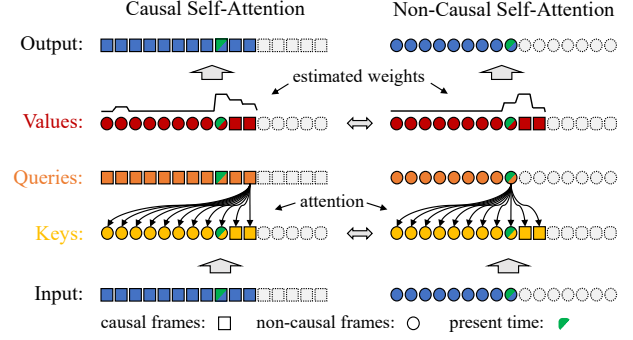 Causal Self-Attention
Non-Causal Self-Attention
Output:
estimated weights
Values:
Queries:
attention
Keys:
Input:
causal frames:
non-causal frames:
present time: